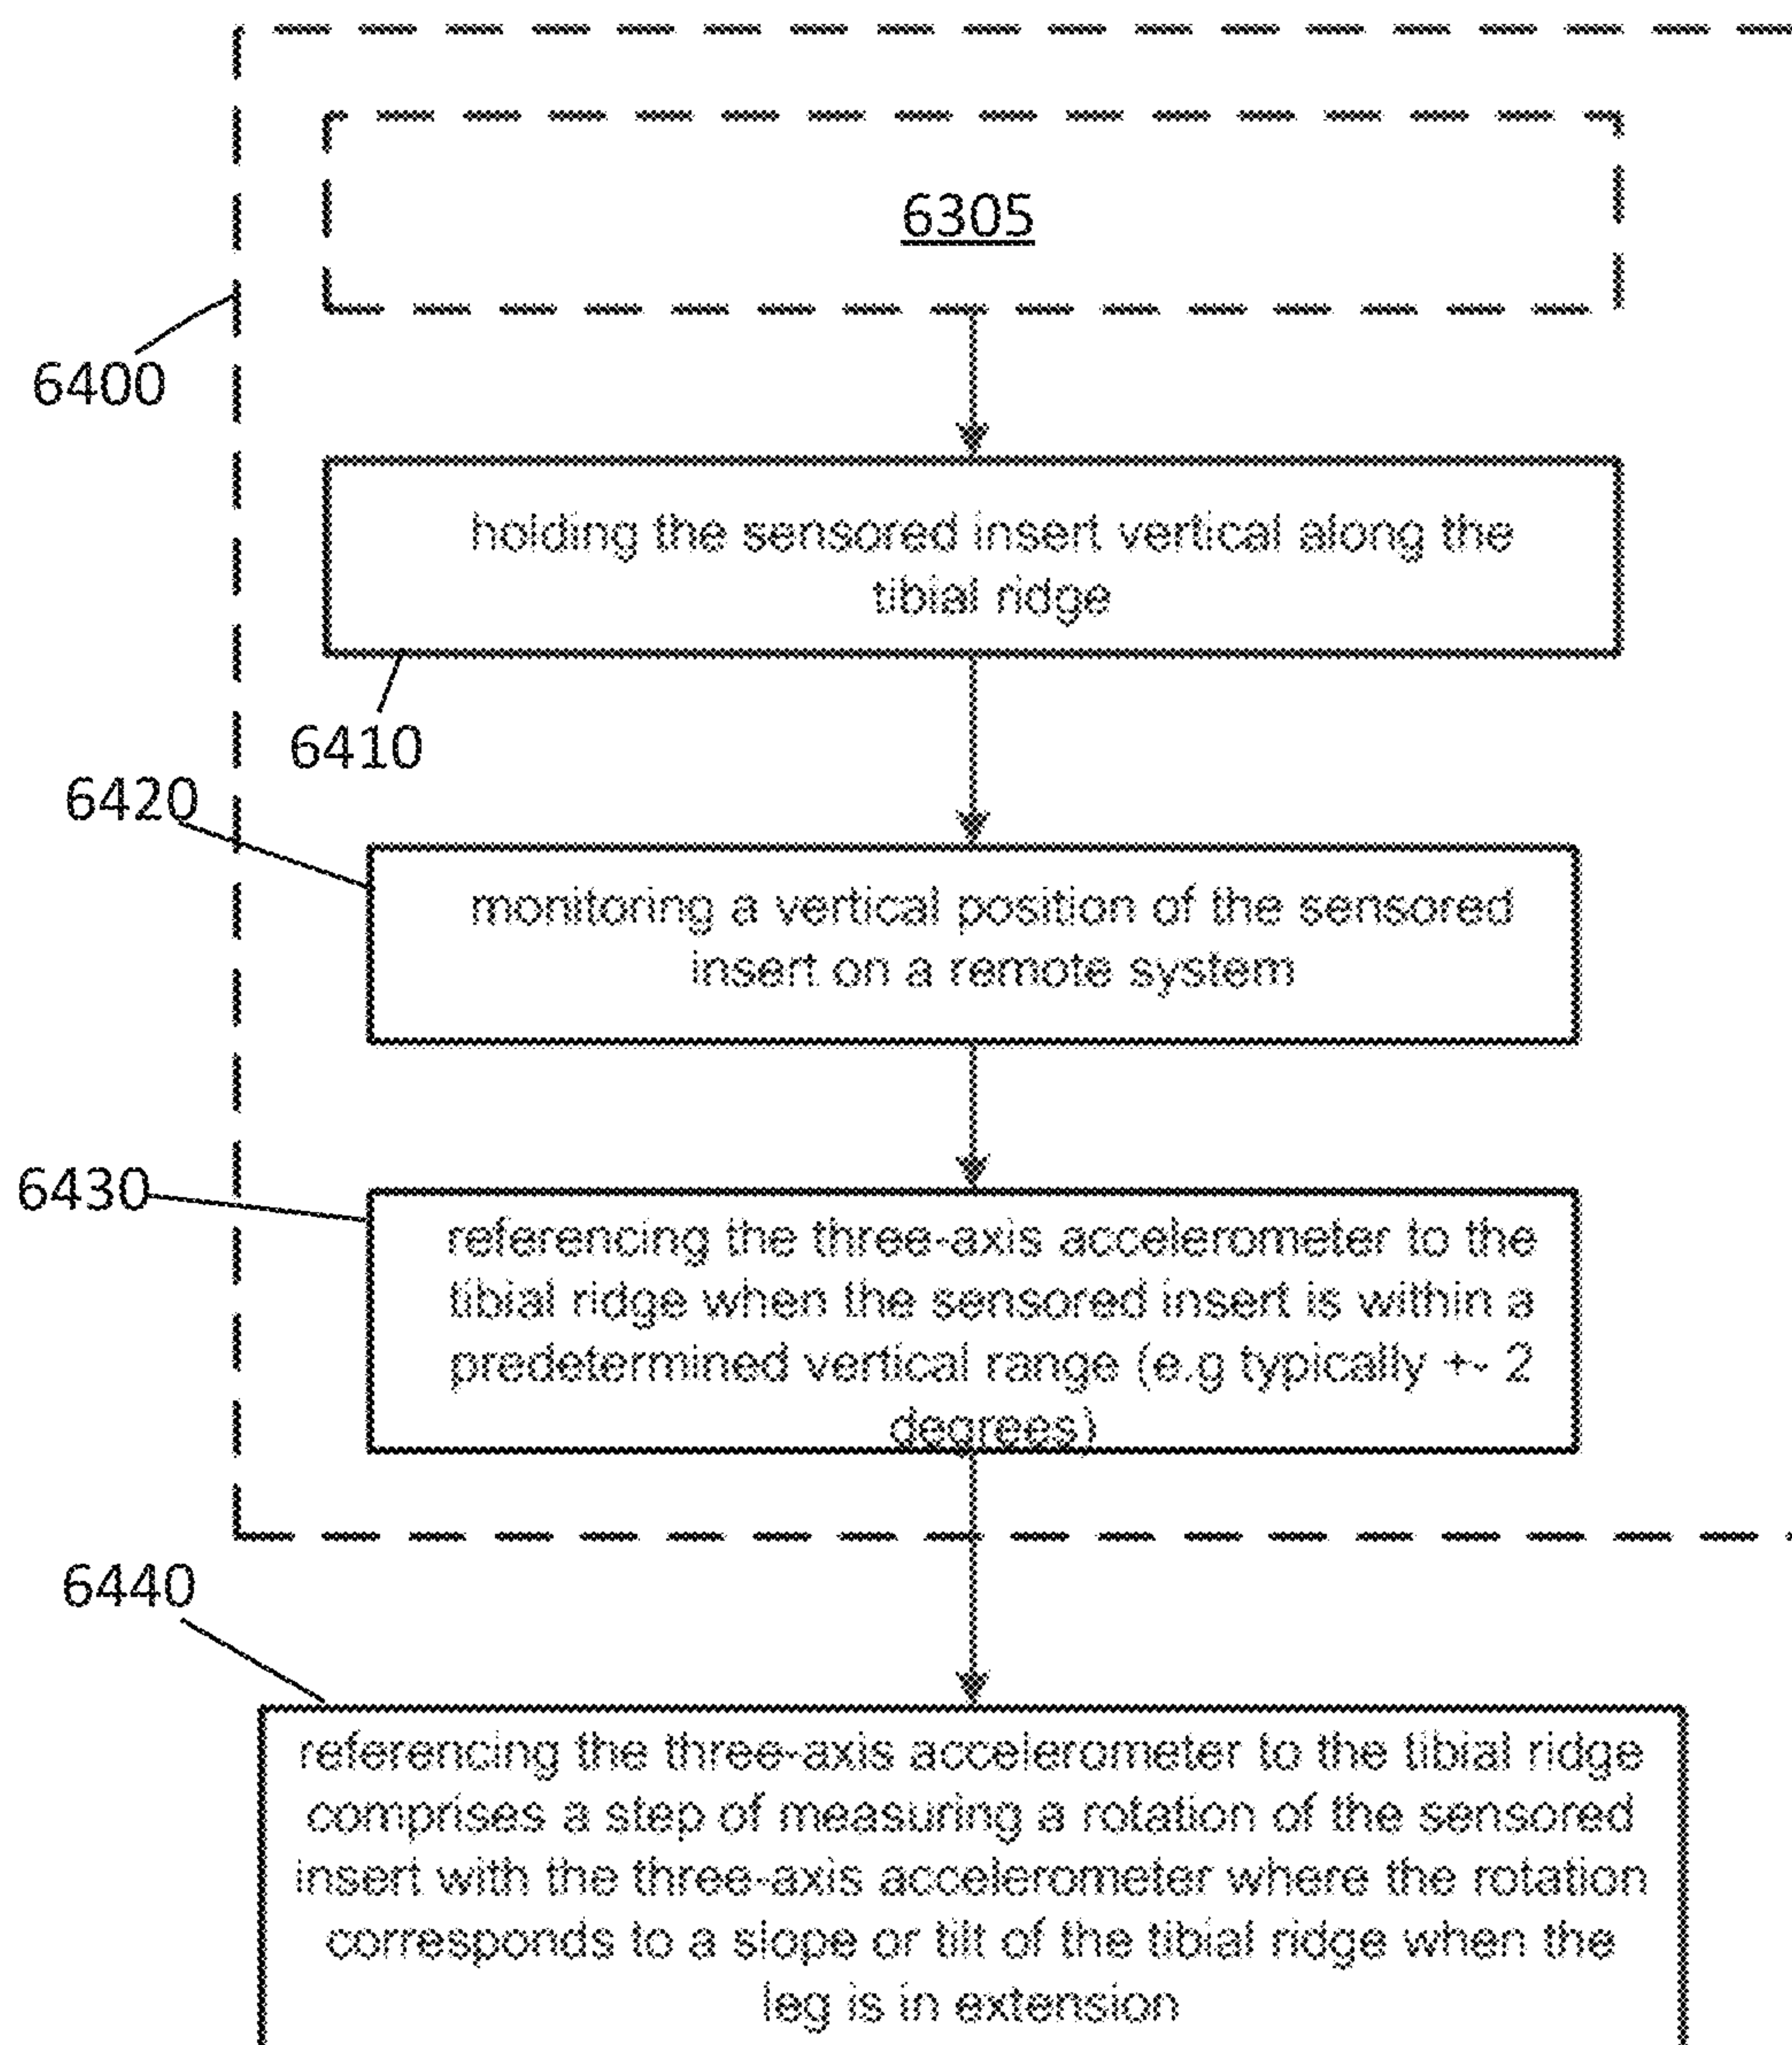 6305
6400
holding the sensored insert vertical along the
tibial ridge
6410
6420
monitoring a vertical position of the sensored
insert on a remote system
6430
referencing the three-axis accelerometer to the
tibial ridge when the sensored insert is within a
predetermined vertical range (e.g typically +- 2
degrees)
6440
referencing the three-axis accelerometer to the tibial ridge
comprises a step of measuring a rotation of the sensored
insert with the three-axis accelerometer where the rotation
corresponds to a slope or tilt of the tibial ridge when the
leg is in extension